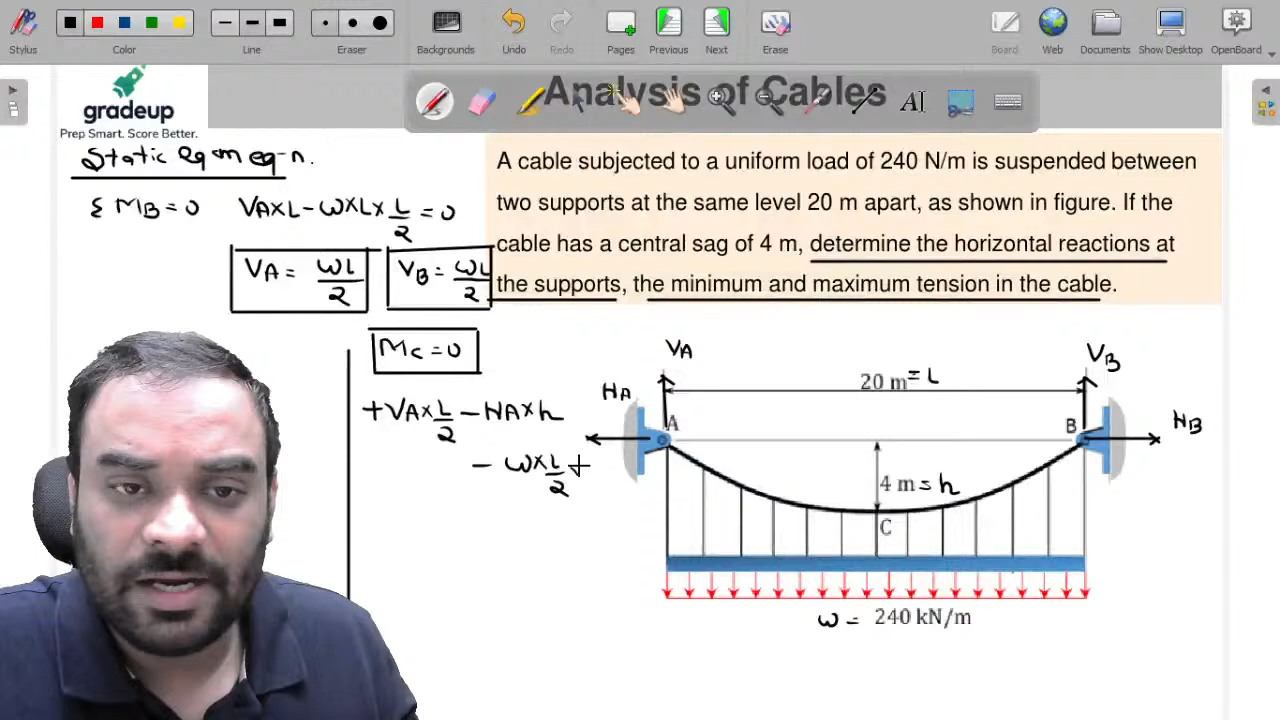 Stylus
Color
Line
Eraser
Backgrounds
Undo
Redo
Pages
Previous
Next
Erase
Board
Web
Documents
Show Desktop
OpenBoard
gradeup
Prep Smart. Score Better.
Analysis of Cables
AI
Static Eqm eq-n.
Σ MB = 0 VA×L - ω×L×L/2 = 0
VA = ωL/2 VB = ωL/2
Mc = 0
+VA×L/2 - HA×h
- ω×L/2 +
A cable subjected to a uniform load of 240 N/m is suspended between
two supports at the same level 20 m apart, as shown in figure. If the
cable has a central sag of 4 m, determine the horizontal reactions at
the supports, the minimum and maximum tension in the cable.
VA
VB
20 m = L
HA
HB
A
B
4 m = h
C
ω = 240 kN/m